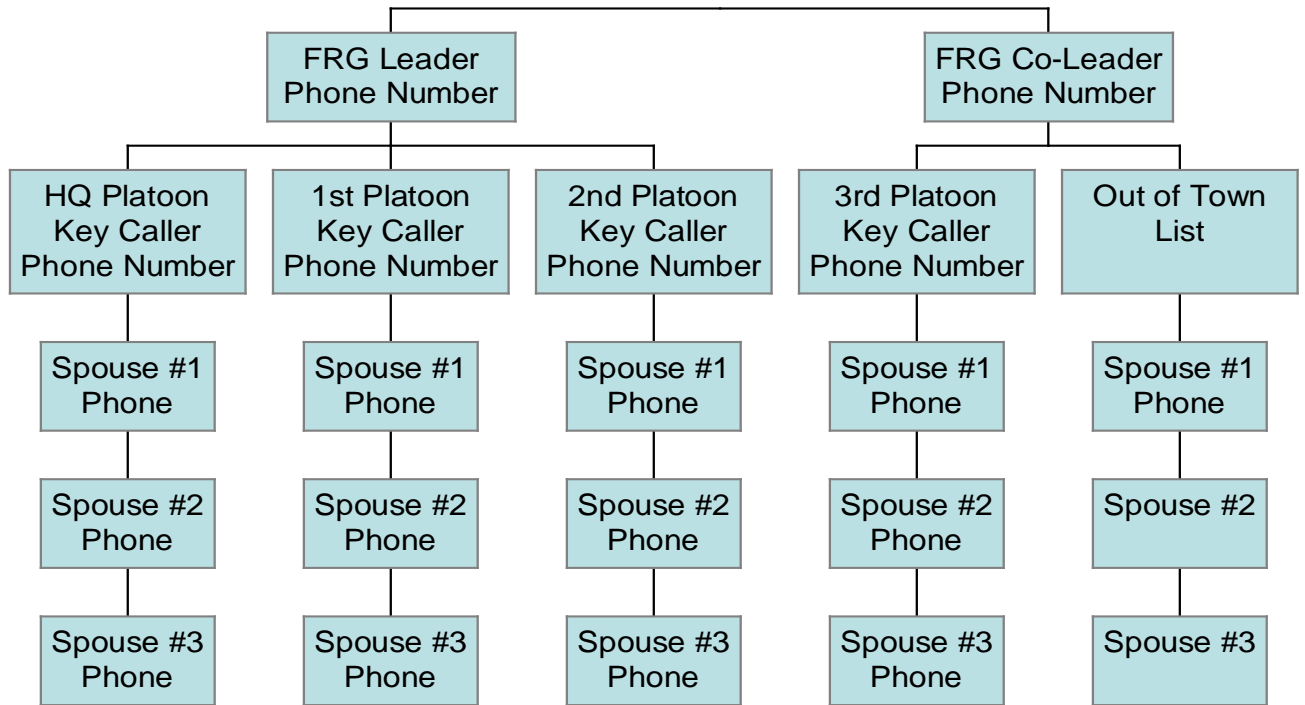 FRG Leader
Phone Number
FRG Co-Leader
Phone Number
HQ Platoon
Key Caller
Phone Number
1st Platoon
Key Caller
Phone Number
2nd Platoon
Key Caller
Phone Number
3rd Platoon
Key Caller
Phone Number
Out of Town
List
Spouse #1
Phone
Spouse #1
Phone
Spouse #1
Phone
Spouse #1
Phone
Spouse #1
Phone
Spouse #2
Phone
Spouse #2
Phone
Spouse #2
Phone
Spouse #2
Phone
Spouse #2
Spouse #3
Phone
Spouse #3
Phone
Spouse #3
Phone
Spouse #3
Phone
Spouse #3